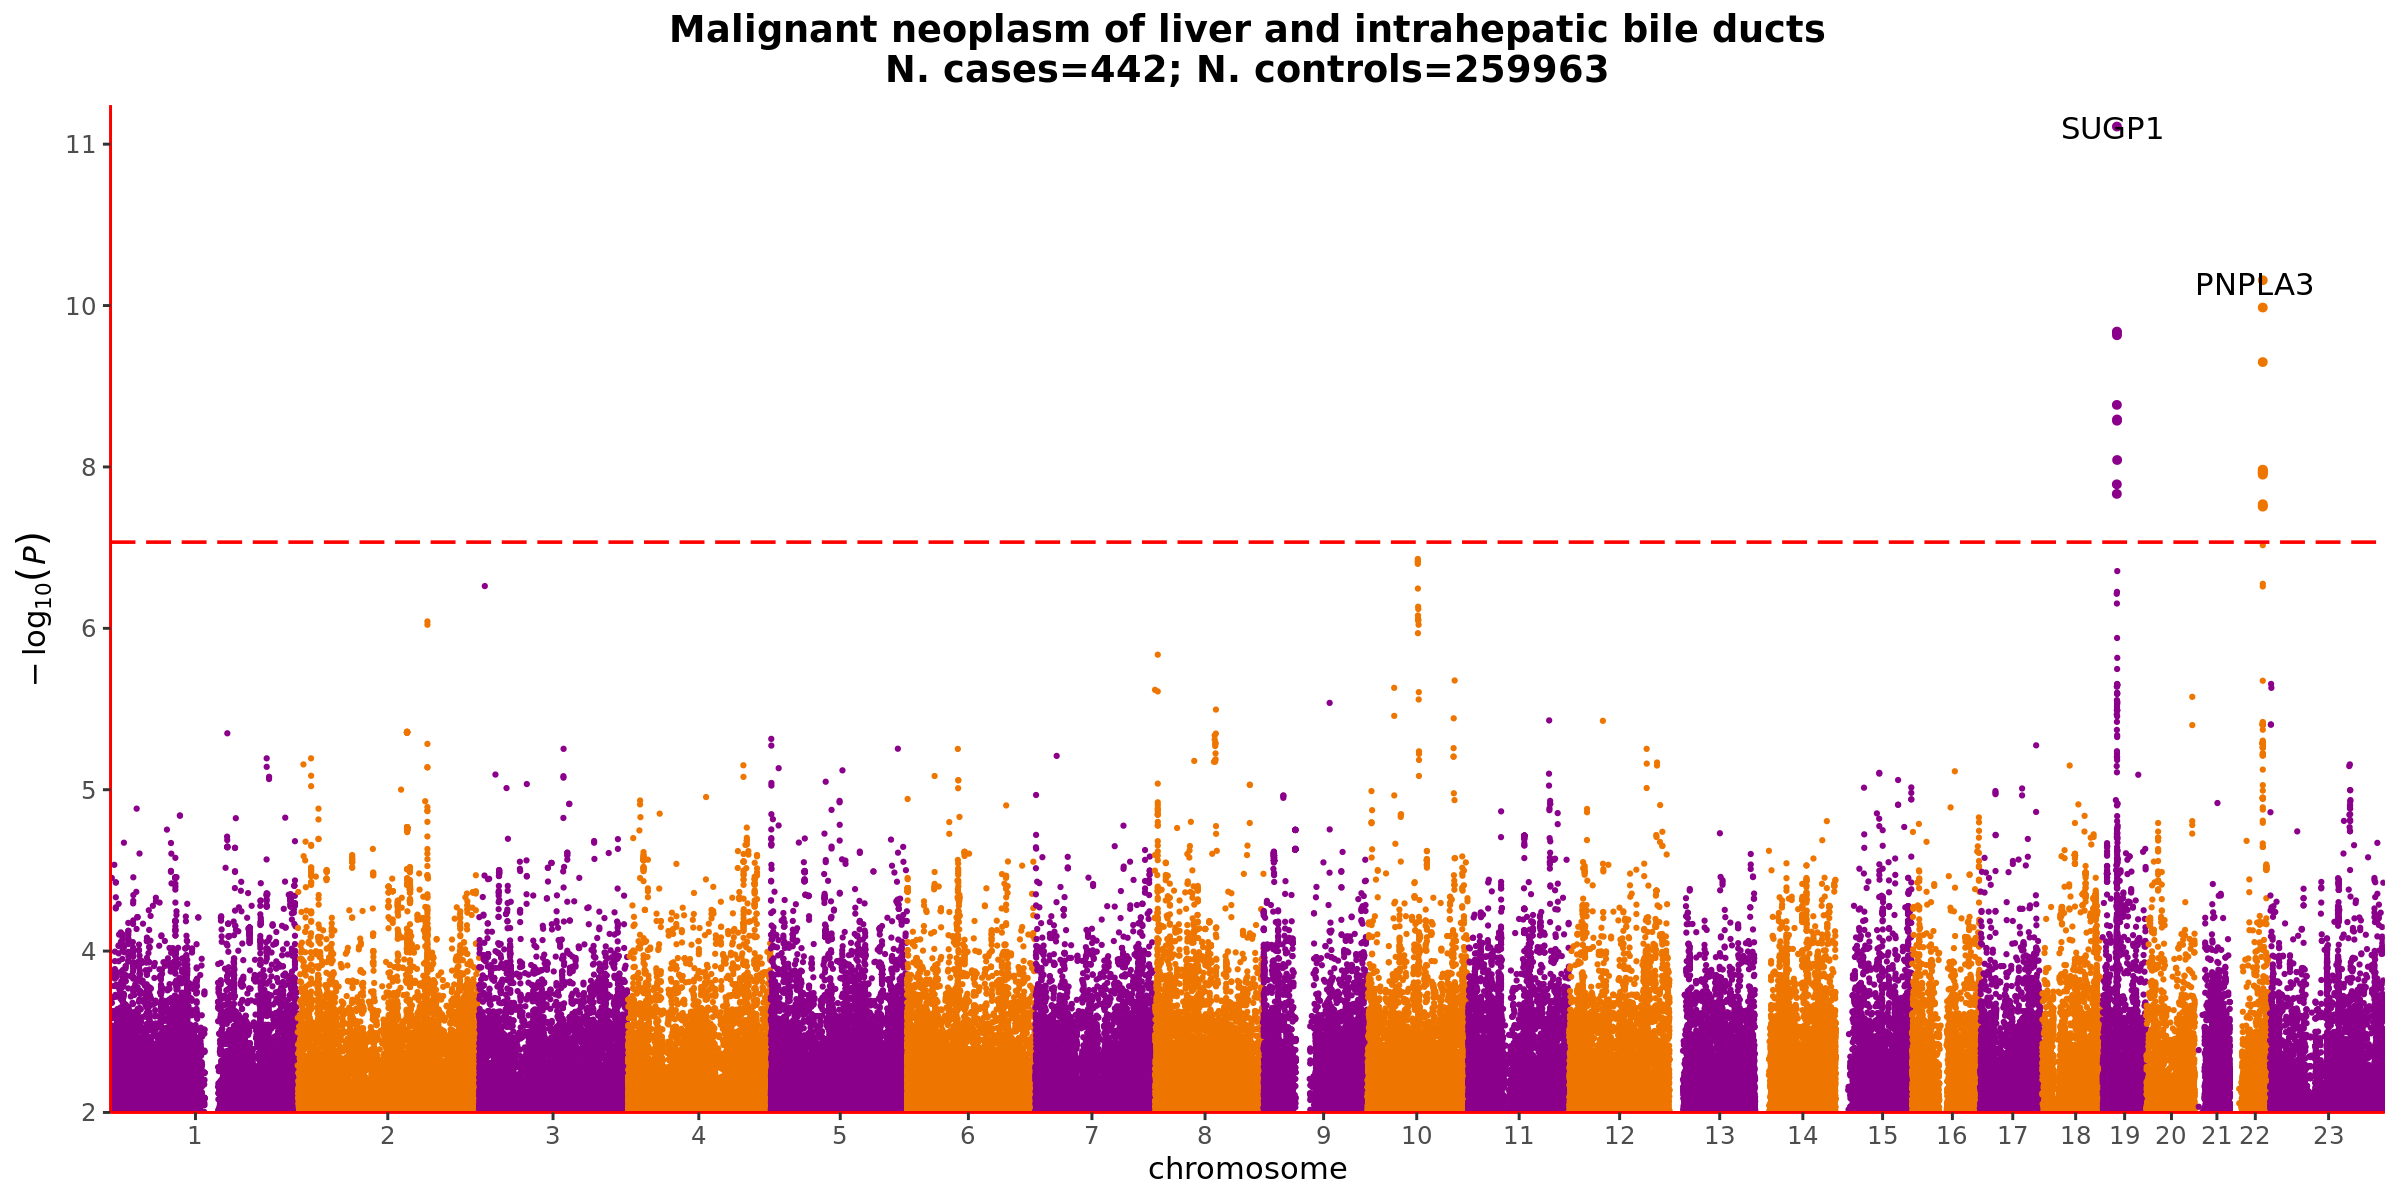 Malignant neoplasm of liver and intrahepatic bile ducts
N. cases=442; N. controls=259963
SUGP1
PNPLA3
11
10
8
6
5
4
2
−log10(P)
1 2 3 4 5 6 7 8 9 10 11 12 13 14 15 16 17 18 19 20 21 22 23
chromosome